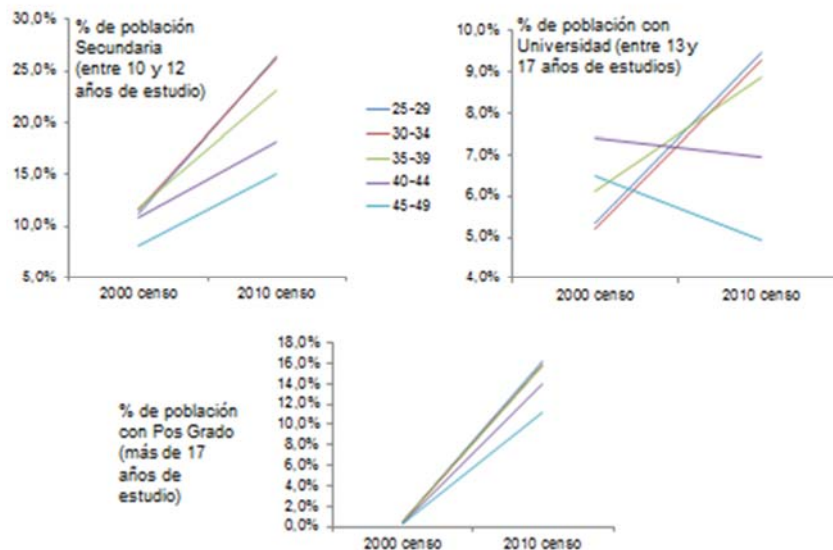 % de población
Secundaria
(entre 10 y 12
años de estudio)
30,0%
25,0%
20,0%
15,0%
10,0%
5,0%
2000 censo
2010 censo
25-29
30-34
35-39
40-44
45-49
% de población con
Universidad (entre 13 y
17 años de estudios)
10,0%
9,0%
8,0%
7,0%
6,0%
5,0%
4,0%
2000 censo
2010 censo
% de población
con Pos Grado
(más de 17
años de
estudio)
18,0%
16,0%
14,0%
12,0%
10,0%
8,0%
6,0%
4,0%
2,0%
0,0%
2000 censo
2010 censo